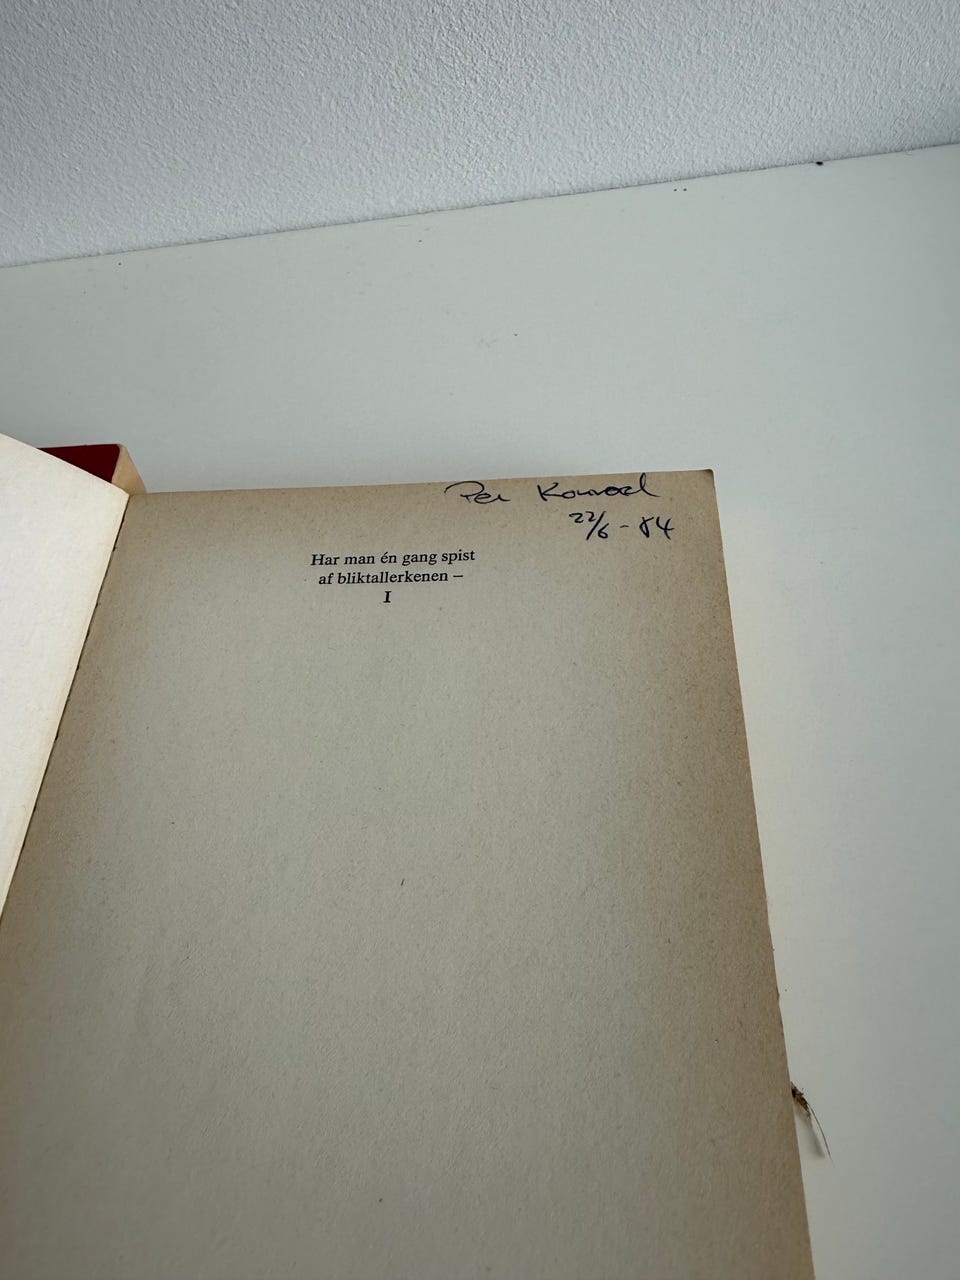 Per Konrad
22/6 - 84
Har man én gang spist
af bliktallerkenen –
I